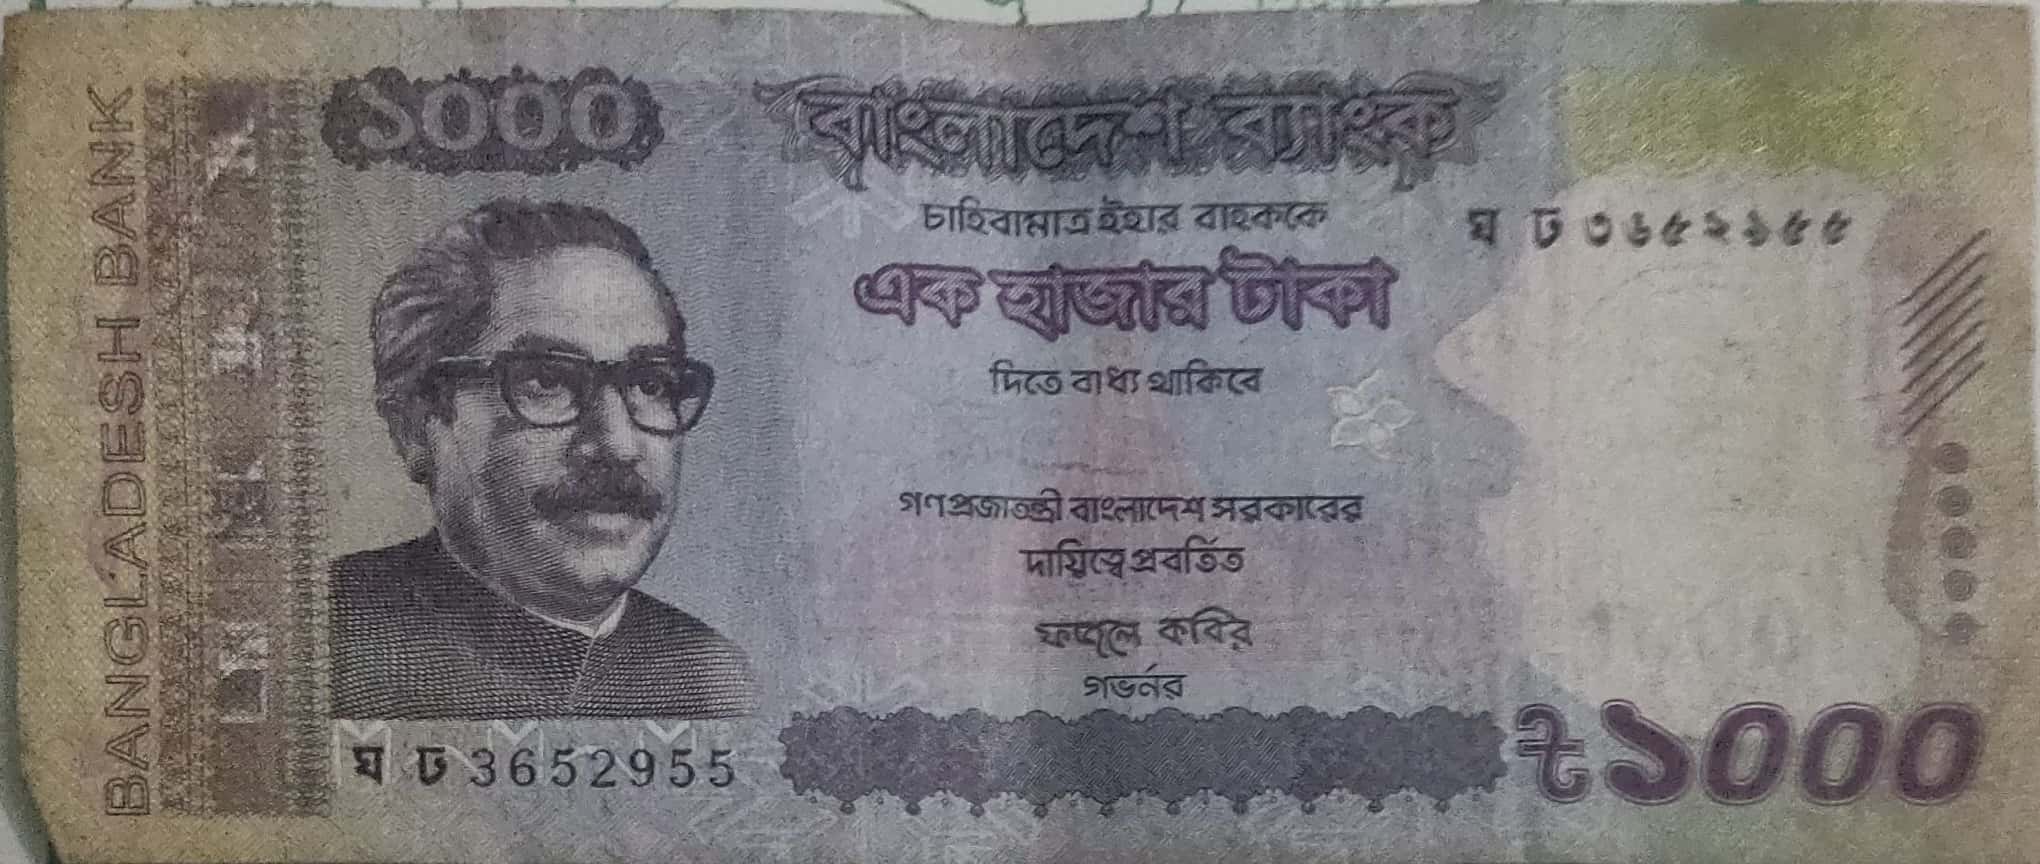 BANGLADESH BANK
১০০০
বাংলাদেশ ব্যাংক
চাহিবামাত্র ইহার বাহককে
ঘ ঢ ৩৬৫২৯৫৫
এক হাজার টাকা
দিতে বাধ্য থাকিবে
গণপ্রজাতন্ত্রী বাংলাদেশ সরকারের
দায়িত্বে প্রবর্তিত
ফজলে কবির
গভর্নর
ঘ ঢ 3652955
৳১০০০